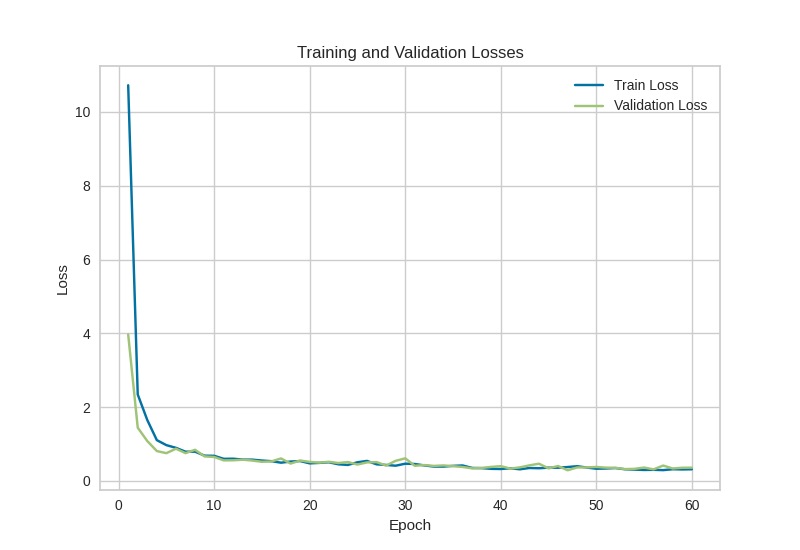 Training and Validation Losses
Train Loss
Validation Loss
10
8
6
4
2
0
Loss
0 10 20 30 40 50 60
Epoch